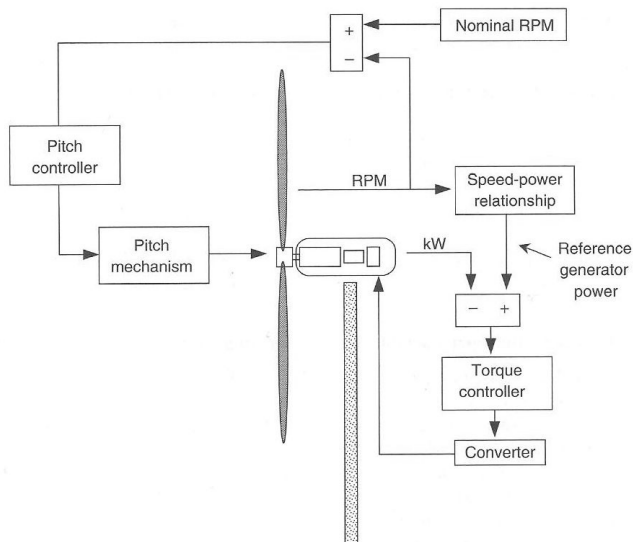 +
−
Nominal RPM
Pitch
controller
RPM
Speed-power
relationship
Pitch
mechanism
kW
Reference
generator
power
− +
Torque
controller
Converter